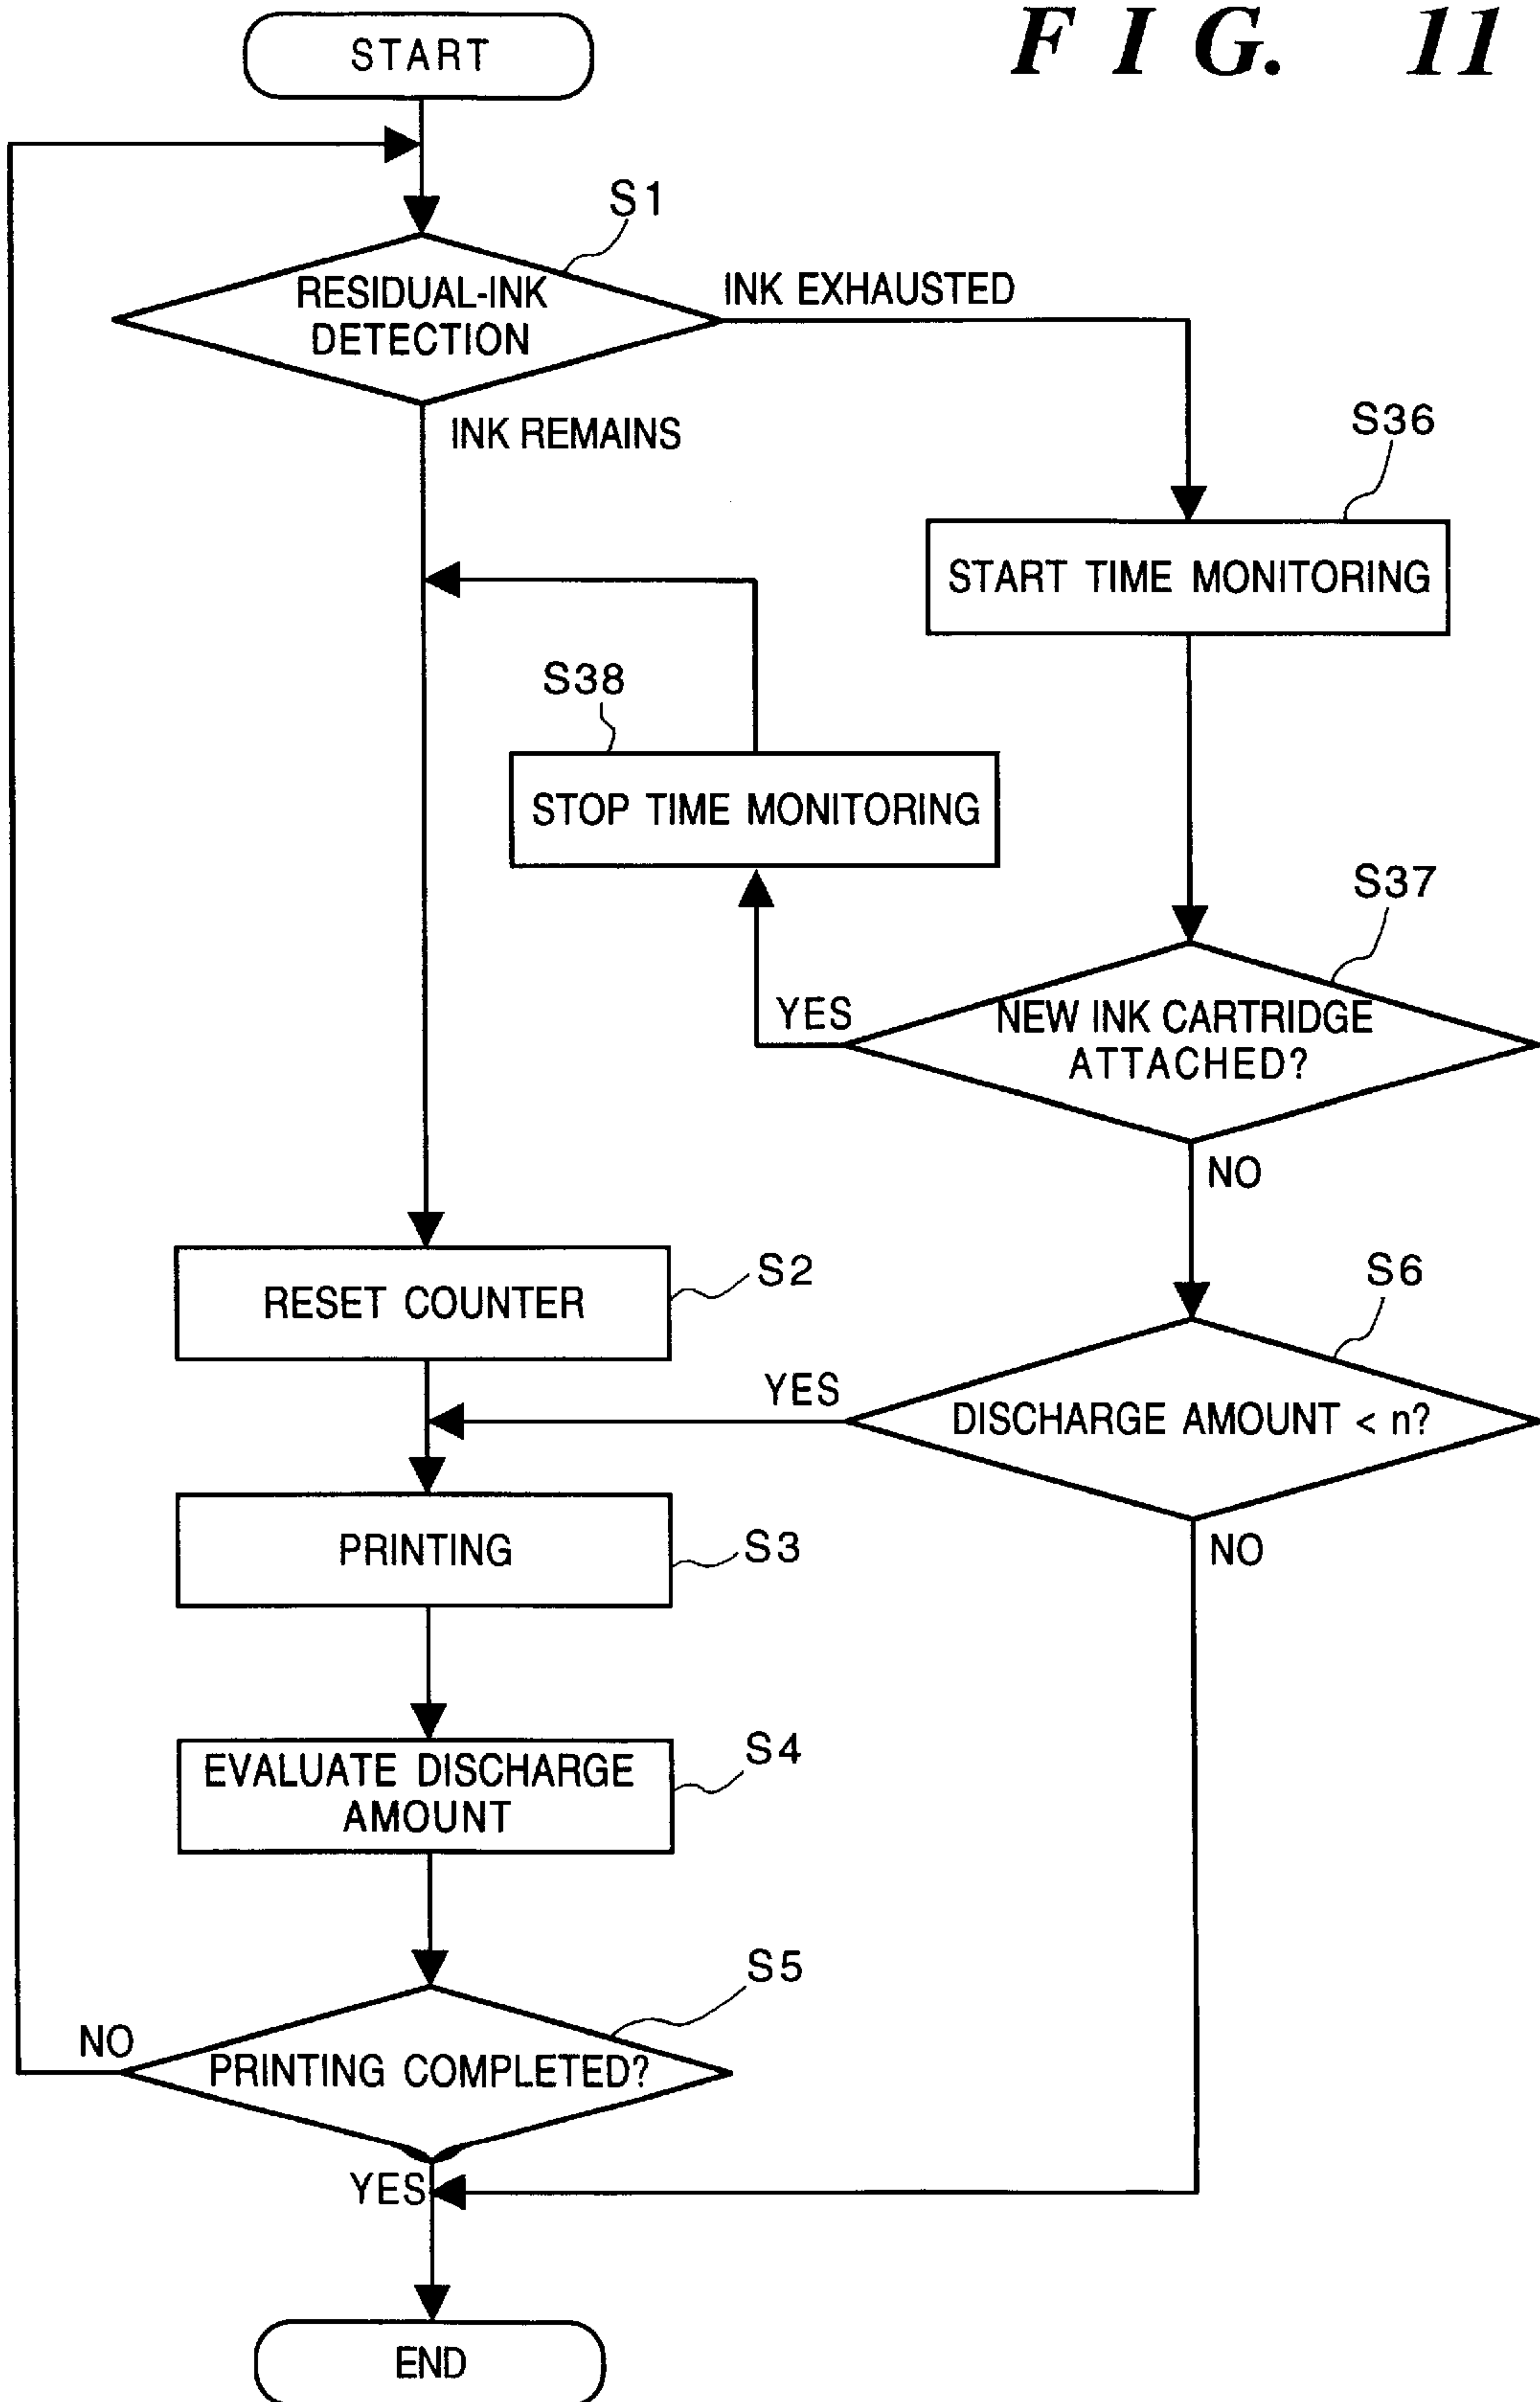 FIG. 11
START
S1
RESIDUAL-INK
DETECTION
INK EXHAUSTED
INK REMAINS
S36
START TIME MONITORING
S38
STOP TIME MONITORING
S37
YES
NEW INK CARTRIDGE
ATTACHED?
NO
S2
RESET COUNTER
S6
YES
DISCHARGE AMOUNT < n?
PRINTING
S3
NO
S4
EVALUATE DISCHARGE
AMOUNT
S5
NO
PRINTING COMPLETED?
YES
END